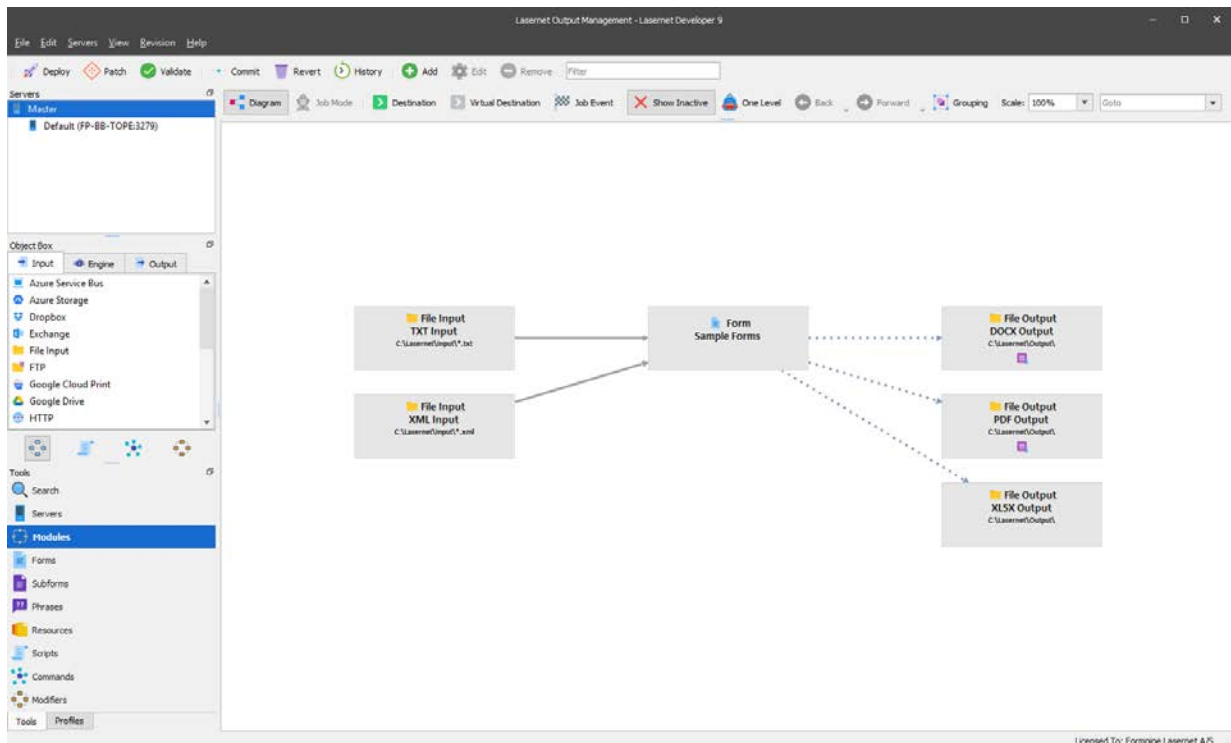 Lasernet Output Management - Lasernet Developer 9
File Edit Servers View Revision Help
Deploy Patch Validate Commit Revert History Add Edit Remove Filter
Servers
Master
Default (FP-BB-TOPE:3279)
Diagram Job Mode Destination Virtual Destination Job Event Show Inactive One Level Back Forward Grouping Scale: 100% Goto
Object Box
Input Engine Output
Azure Service Bus
Azure Storage
Dropbox
Exchange
File Input
FTP
Google Cloud Print
Google Drive
HTTP
Tools
Search
Servers
Modules
Forms
Subforms
Phrases
Resources
Scripts
Commands
Modifiers
Tools Profiles
File Input
TXT Input
C:\Lasernet\Input\*.txt
File Input
XML Input
C:\Lasernet\Input\*.xml
Form
Sample Forms
File Output
DOCX Output
C:\Lasernet\Output\
File Output
PDF Output
C:\Lasernet\Output\
File Output
XLSX Output
C:\Lasernet\Output\
Licensed To: Formpipe Lasernet A/S